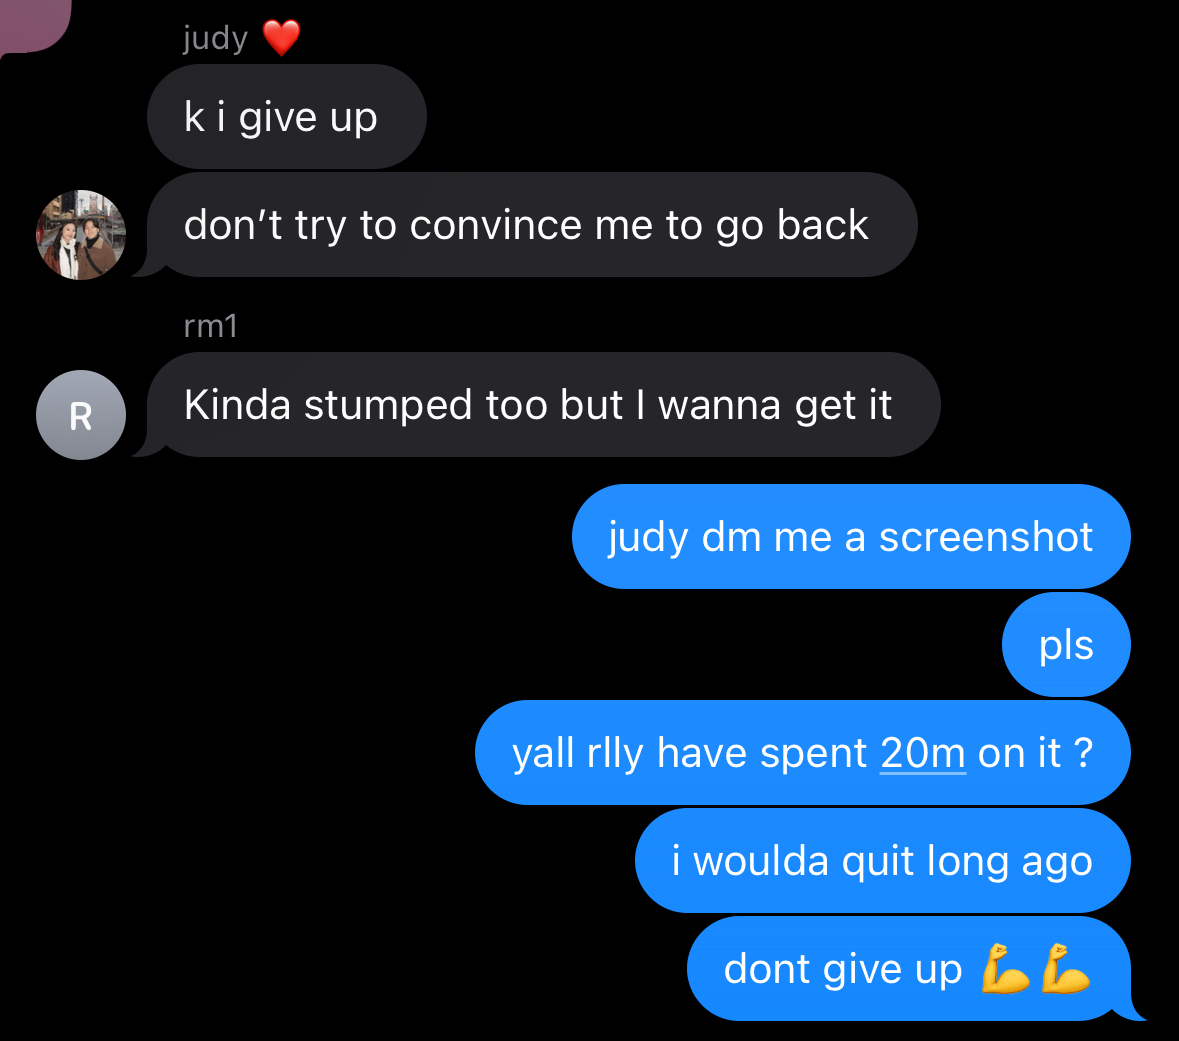 judy ❤️
k i give up
don’t try to convince me to go back
rm1
R
Kinda stumped too but I wanna get it
judy dm me a screenshot
pls
yall rlly have spent 20m on it ?
i woulda quit long ago
dont give up 💪💪